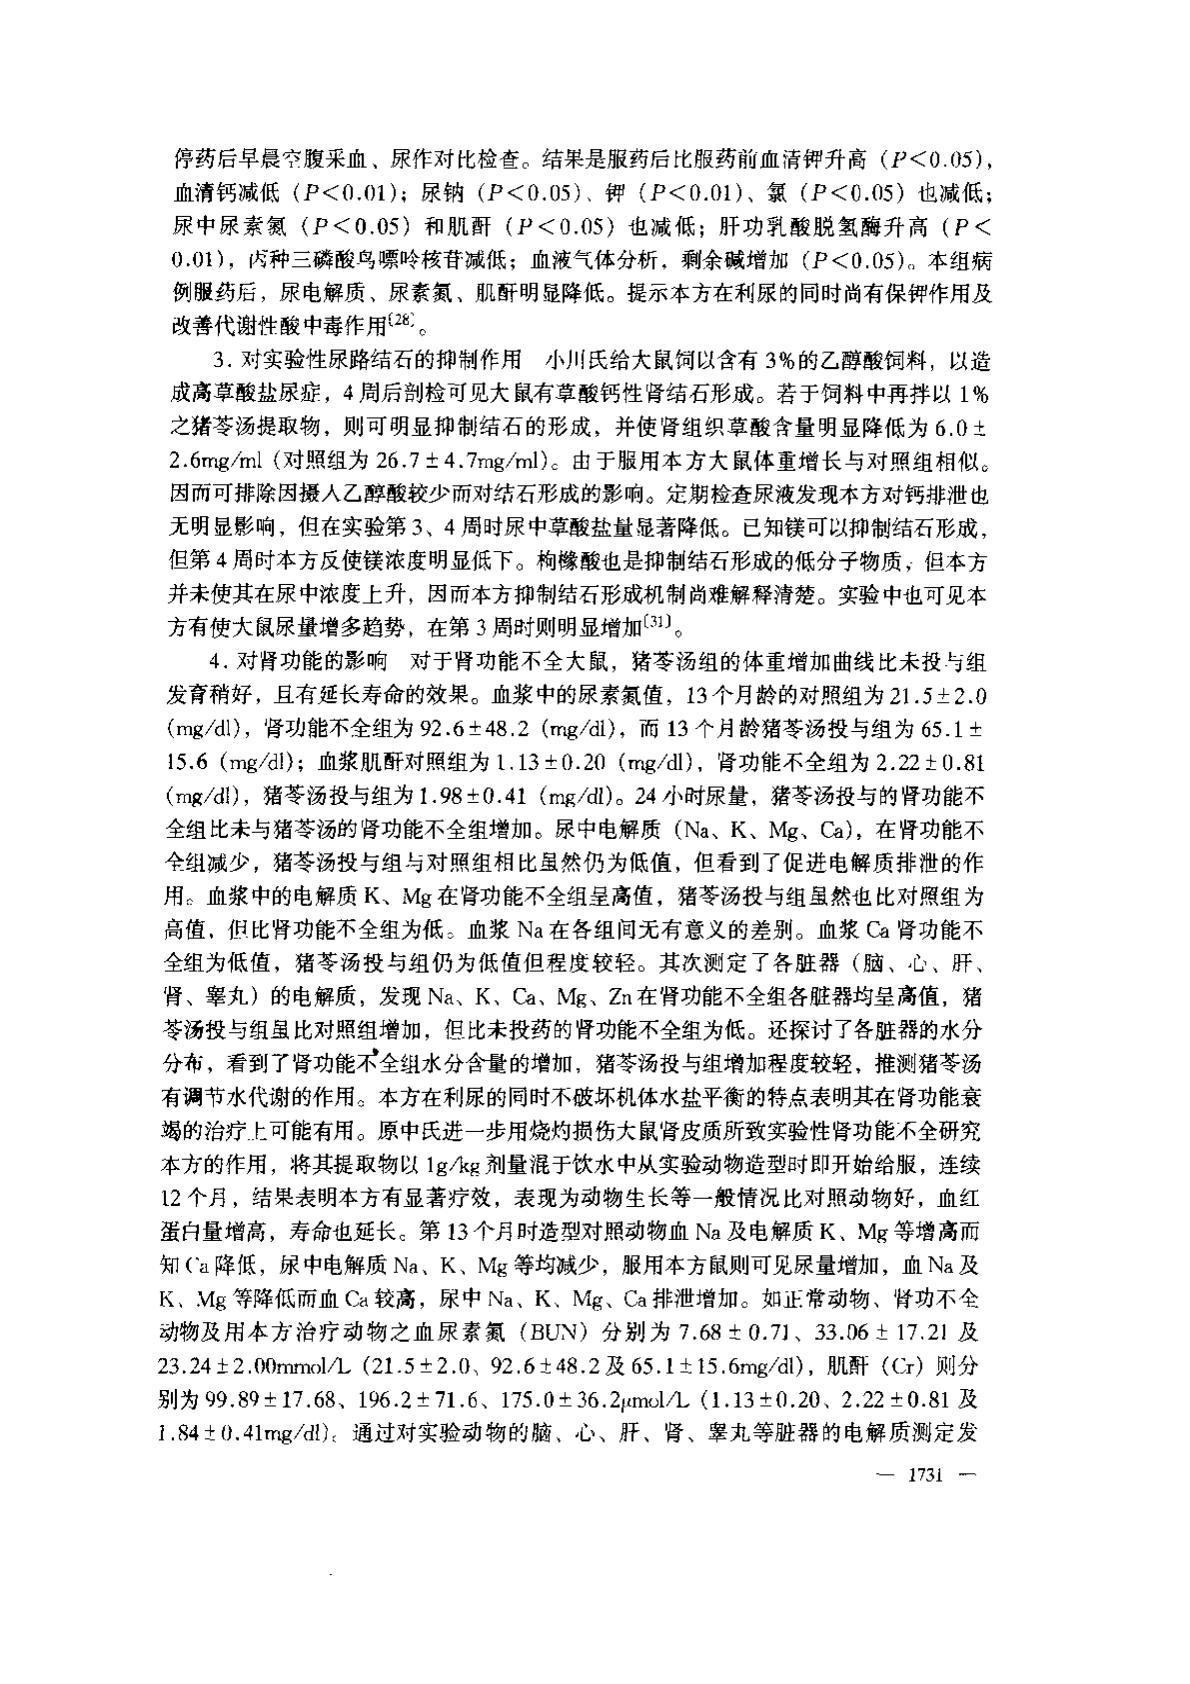 停药后早晨空腹采血、尿作对比检查。结果是服药后比服药前血清钾升高（P＜0.05），
血清钙减低（P＜0.01）；尿钠（P＜0.05）、钾（P＜0.01）、氯（P＜0.05）也减低；
尿中尿素氮（P＜0.05）和肌酐（P＜0.05）也减低；肝功乳酸脱氢酶升高（P＜
0.01），丙种三磷酸鸟嘌呤核苷减低；血液气体分析，剩余碱增加（P＜0.05）。本组病
例服药后，尿电解质、尿素氮、肌酐明显降低。提示本方在利尿的同时尚有保钾作用及
改善代谢性酸中毒作用〔28〕。
3．对实验性尿路结石的抑制作用　小川氏给大鼠饲以含有3％的乙醇酸饲料，以造
成高草酸盐尿症，4周后剖检可见大鼠有草酸钙性肾结石形成。若于饲料中再拌以1％
之猪苓汤提取物，则可明显抑制结石的形成，并使肾组织草酸含量明显降低为6.0±
2.6mg/ml（对照组为26.7±4.7mg/ml）。由于服用本方大鼠体重增长与对照组相似。
因而可排除因摄人乙醇酸较少而对结石形成的影响。定期检查尿液发现本方对钙排泄也
无明显影响，但在实验第3、4周时尿中草酸盐量显著降低。已知镁可以抑制结石形成，
但第4周时本方反使镁浓度明显低下。枸橼酸也是抑制结石形成的低分子物质，但本方
并未使其在尿中浓度上升，因而本方抑制结石形成机制尚难解释清楚。实验中也可见本
方有使大鼠尿量增多趋势，在第3周时则明显增加〔31〕。
4．对肾功能的影响　对于肾功能不全大鼠，猪苓汤组的体重增加曲线比未投与组
发育稍好，且有延长寿命的效果。血浆中的尿素氮值，13个月龄的对照组为21.5±2.0
（mg/dl），肾功能不全组为92.6±48.2（mg/dl），而13个月龄猪苓汤投与组为65.1±
15.6（mg/dl）；血浆肌酐对照组为1.13±0.20（mg/dl），肾功能不全组为2.22±0.81
（mg/dl），猪苓汤投与组为1.98±0.41（mg/dl）。24小时尿量，猪苓汤投与的肾功能不
全组比未与猪苓汤的肾功能不全组增加。尿中电解质（Na、K、Mg、Ca），在肾功能不
全组减少，猪苓汤投与组与对照组相比虽然仍为低值，但看到了促进电解质排泄的作
用。血浆中的电解质K、Mg在肾功能不全组呈高值，猪苓汤投与组虽然也比对照组为
高值，但比肾功能不全组为低。血浆Na在各组间无有意义的差别。血浆Ca肾功能不
全组为低值，猪苓汤投与组仍为低值但程度较轻。其次测定了各脏器（脑、心、肝、
肾、睾丸）的电解质，发现Na、K、Ca、Mg、Zn在肾功能不全组各脏器均呈高值，猪
苓汤投与组虽比对照组增加，但比未投药的肾功能不全组为低。还探讨了各脏器的水分
分布，看到了肾功能不全组水分含量的增加，猪苓汤投与组增加程度较轻，推测猪苓汤
有调节水代谢的作用。本方在利尿的同时不破坏机体水盐平衡的特点表明其在肾功能衰
竭的治疗上可能有用。原中氏进一步用烧灼损伤大鼠肾皮质所致实验性肾功能不全研究
本方的作用，将其提取物以1g/kg剂量混于饮水中从实验动物造型时即开始给服，连续
12个月，结果表明本方有显著疗效，表现为动物生长等一般情况比对照动物好，血红
蛋白量增高，寿命也延长。第13个月时造型对照动物血Na及电解质K、Mg等增高而
知Ca降低，尿中电解质Na、K、Mg等均减少，服用本方鼠则可见尿量增加，血Na及
K、Mg等降低而血Ca较高，尿中Na、K、Mg、Ca排泄增加。如正常动物、肾功不全
动物及用本方治疗动物之血尿素氮（BUN）分别为7.68±0.71、33.06±17.21及
23.24±2.00mmol/L（21.5±2.0、92.6±48.2及65.1±15.6mg/dl），肌酐（Cr）则分
别为99.89±17.68、196.2±71.6、175.0±36.2μmol/L（1.13±0.20、2.22±0.81及
1.84±0.41mg/dl）。通过对实验动物的脑、心、肝、肾、睾丸等脏器的电解质测定发
— 1731 —